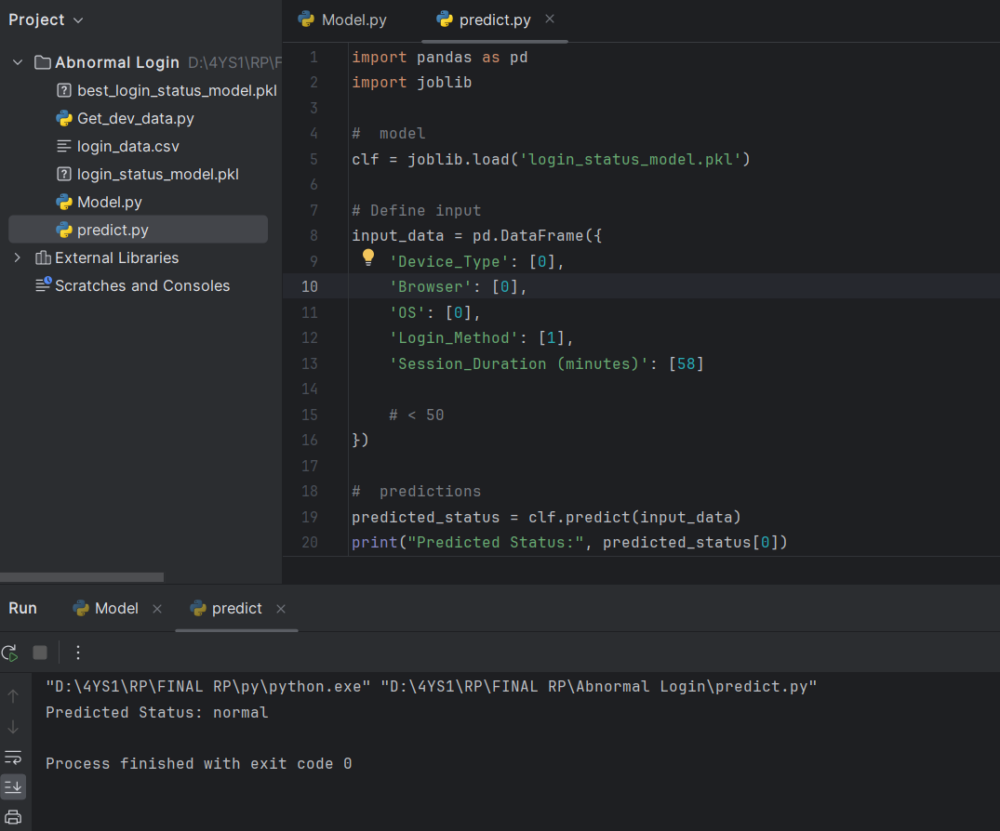 Project
Model.py
predict.py
Abnormal Login D:\4YS1\RP\F
best_login_status_model.pkl
Get_dev_data.py
login_data.csv
login_status_model.pkl
Model.py
predict.py
External Libraries
Scratches and Consoles
1 import pandas as pd
2 import joblib
3
4 #  model
5 clf = joblib.load('login_status_model.pkl')
6
7 # Define input
8 input_data = pd.DataFrame({
9     'Device_Type': [0],
10     'Browser': [0],
11     'OS': [0],
12     'Login_Method': [1],
13     'Session_Duration (minutes)': [58]
14
15     # < 50
16 })
17
18 #  predictions
19 predicted_status = clf.predict(input_data)
20 print("Predicted Status:", predicted_status[0])
Run
Model
predict
"D:\4YS1\RP\FINAL RP\py\python.exe" "D:\4YS1\RP\FINAL RP\Abnormal Login\predict.py"
Predicted Status: normal
Process finished with exit code 0